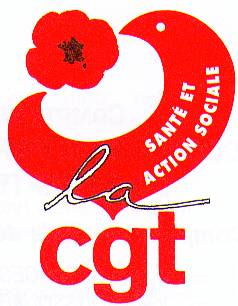 SANTÉ ET
ACTION SOCIALE
la
cgt